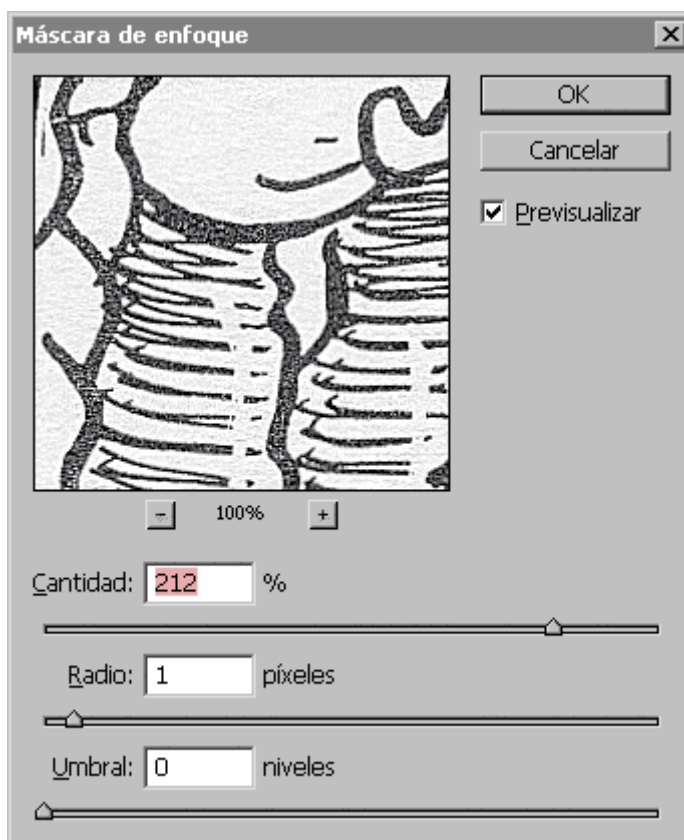 Máscara de enfoque
OK
Cancelar
Previsualizar
- 100% +
Cantidad: 212 %
Radio: 1 píxeles
Umbral: 0 niveles